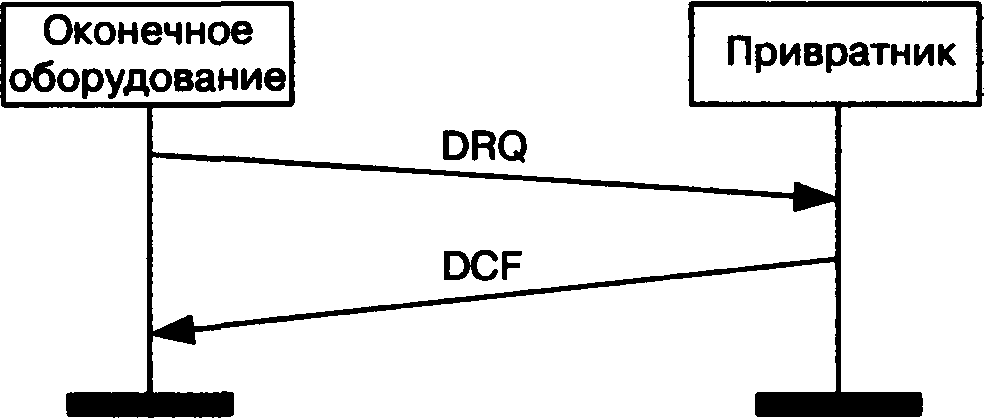 Оконечное
оборудование
Привратник
DRQ
DCF